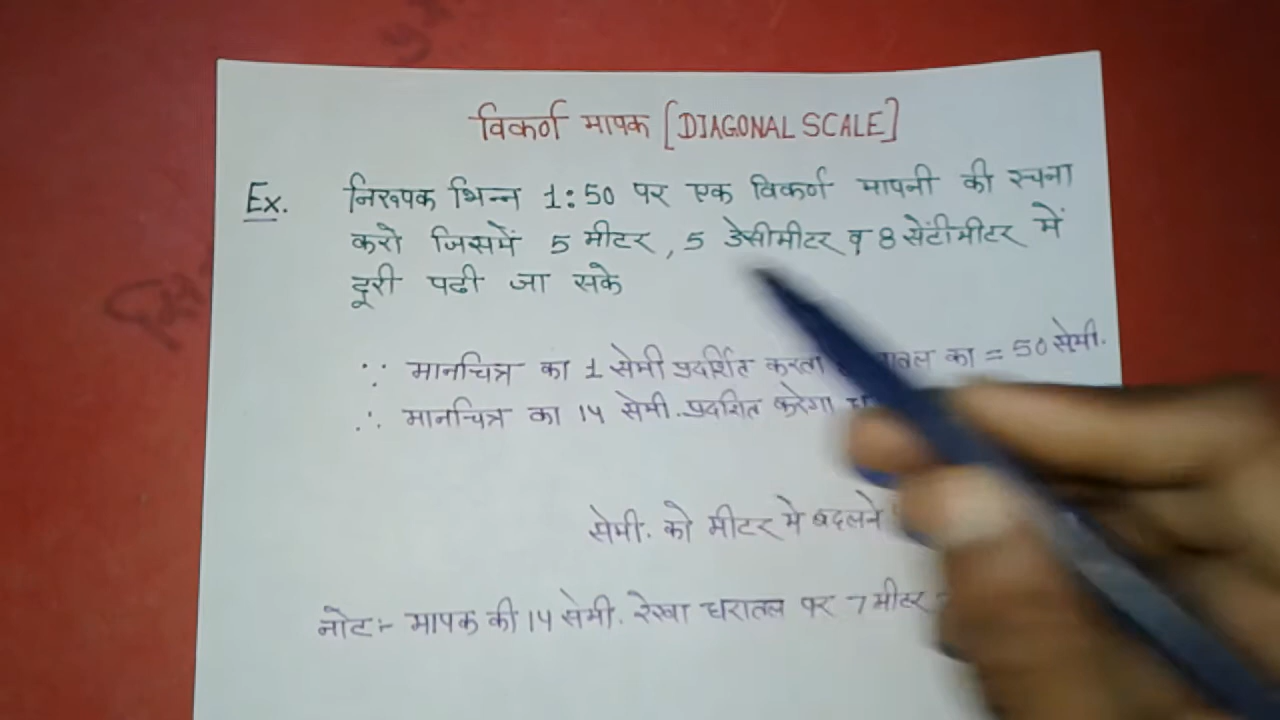 विकर्ण मापक [DIAGONAL SCALE]
Ex. निरूपक भिन्न 1:50 पर एक विकर्ण मापनी की रचना
करो जिसमें 5 मीटर, 5 डेसीमीटर व 8 सेंटीमीटर में
दूरी पढी जा सके
∵ मानचित्र का 1 सेमी प्रदर्शित करता का = 50 सेमी.
∴ मानचित्र का 14 सेमी. प्रदशित करेगा
सेमी. को मीटर मे बदलने
नोट:- मापक की 14 सेमी. रेखा धरातल पर 7 मीटर